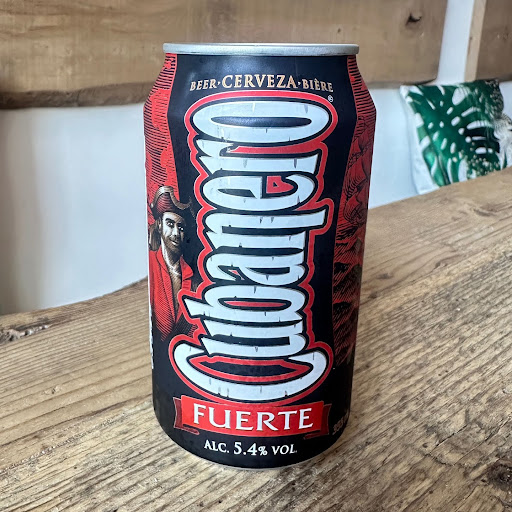 BEER·CERVEZA·BIÈRE
Cubanero®
FUERTE
ALC. 5.4% VOL.